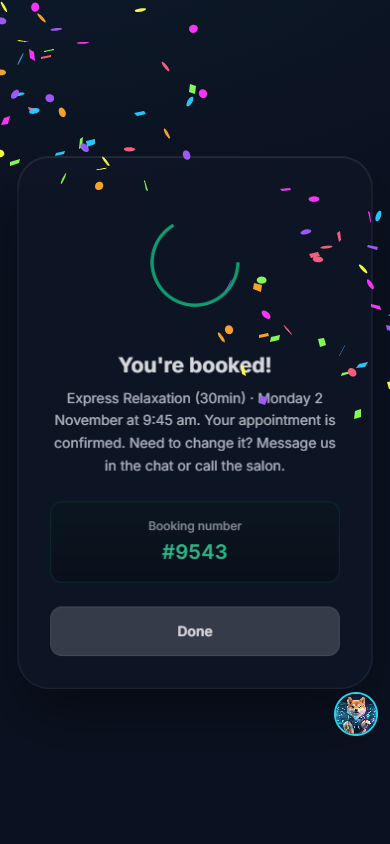 You're booked!
Express Relaxation (30min) · Monday 2
November at 9:45 am. Your appointment is
confirmed. Need to change it? Message us
in the chat or call the salon.
Booking number
#9543
Done